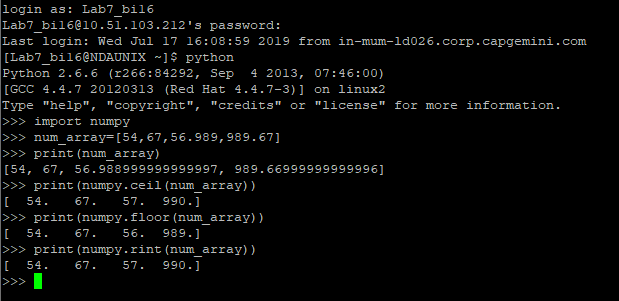 login as: Lab7_bi16
Lab7_bi16@10.51.103.212's password:
Last login: Wed Jul 17 16:08:59 2019 from in-mum-ld026.corp.capgemini.com
[Lab7_bi16@NDAUNIX ~]$ python
Python 2.6.6 (r266:84292, Sep  4 2013, 07:46:00)
[GCC 4.4.7 20120313 (Red Hat 4.4.7-3)] on linux2
Type "help", "copyright", "credits" or "license" for more information.
>>> import numpy
>>> num_array=[54,67,56.989,989.67]
>>> print(num_array)
[54, 67, 56.988999999999997, 989.66999999999996]
>>> print(numpy.ceil(num_array))
[  54.   67.   57.  990.]
>>> print(numpy.floor(num_array))
[  54.   67.   56.  989.]
>>> print(numpy.rint(num_array))
[  54.   67.   57.  990.]
>>>